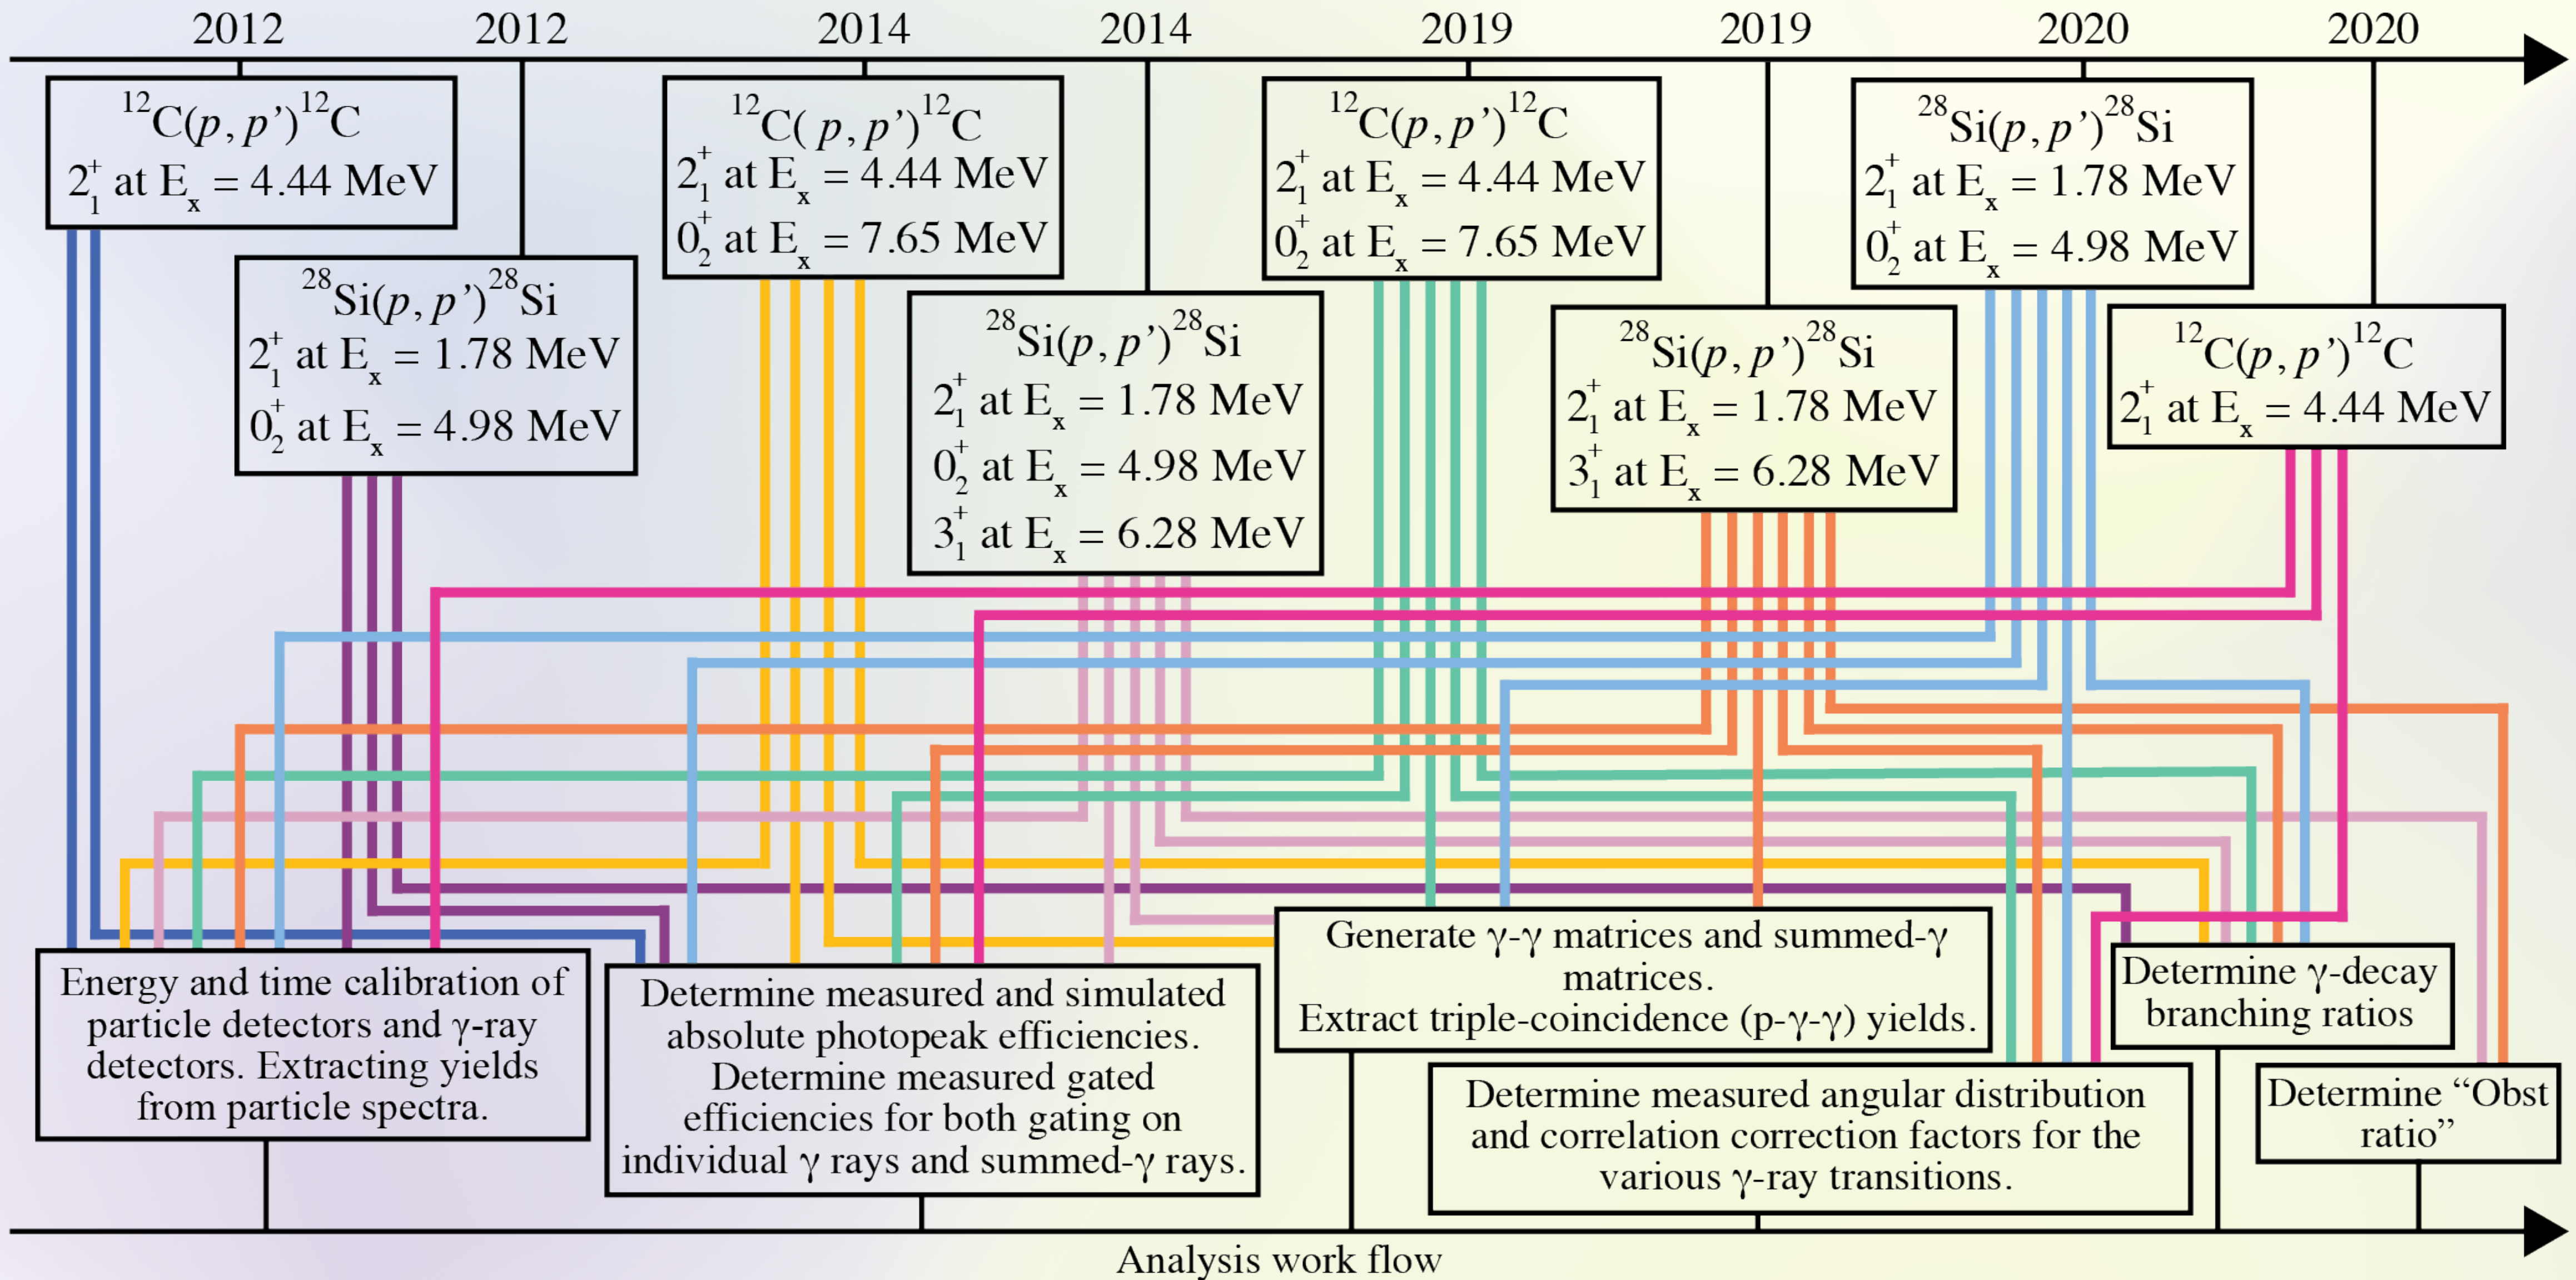 2012 2012 2014 2014 2019 2019 2020 2020
¹²C(p, p’)¹²C
2₁⁺ at Eₓ = 4.44 MeV
²⁸Si(p, p’)²⁸Si
2₁⁺ at Eₓ = 1.78 MeV
0₂⁺ at Eₓ = 4.98 MeV
¹²C( p, p’)¹²C
2₁⁺ at Eₓ = 4.44 MeV
0₂⁺ at Eₓ = 7.65 MeV
²⁸Si(p, p’)²⁸Si
2₁⁺ at Eₓ = 1.78 MeV
0₂⁺ at Eₓ = 4.98 MeV
3₁⁺ at Eₓ = 6.28 MeV
¹²C(p, p’)¹²C
2₁⁺ at Eₓ = 4.44 MeV
0₂⁺ at Eₓ = 7.65 MeV
²⁸Si(p, p’)²⁸Si
2₁⁺ at Eₓ = 1.78 MeV
3₁⁺ at Eₓ = 6.28 MeV
²⁸Si(p, p’)²⁸Si
2₁⁺ at Eₓ = 1.78 MeV
0₂⁺ at Eₓ = 4.98 MeV
¹²C(p, p’)¹²C
2₁⁺ at Eₓ = 4.44 MeV
Energy and time calibration of
particle detectors and γ-ray
detectors. Extracting yields
from particle spectra.
Determine measured and simulated
absolute photopeak efficiencies.
Determine measured gated
efficiencies for both gating on
individual γ rays and summed-γ rays.
Generate γ-γ matrices and summed-γ
matrices.
Extract triple-coincidence (p-γ-γ) yields.
Determine measured angular distribution
and correlation correction factors for the
various γ-ray transitions.
Determine γ-decay
branching ratios
Determine “Obst
ratio”
Analysis work flow